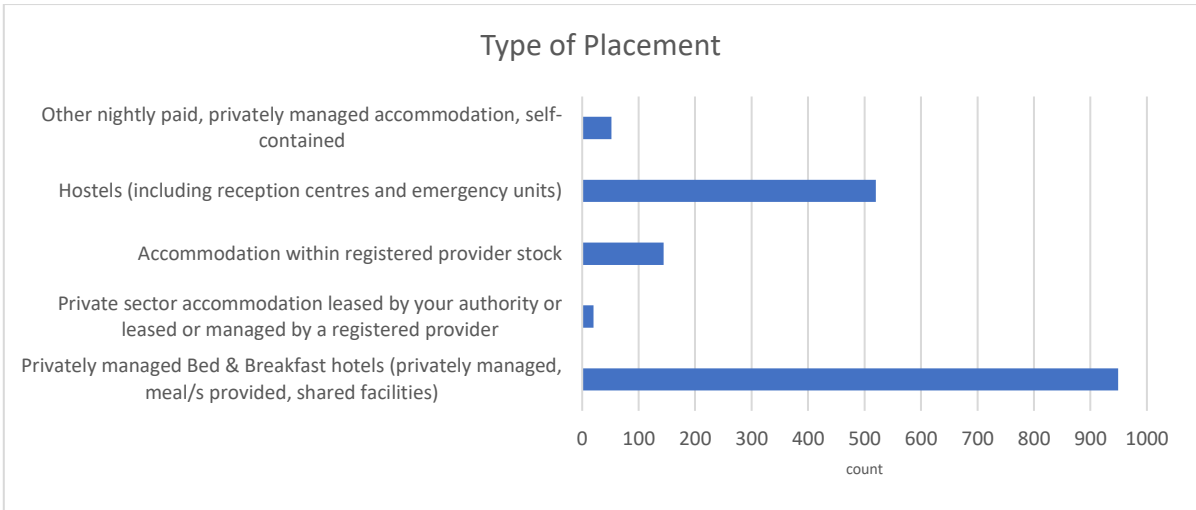 Type of Placement
Other nightly paid, privately managed accommodation, self-
contained
Hostels (including reception centres and emergency units)
Accommodation within registered provider stock
Private sector accommodation leased by your authority or
leased or managed by a registered provider
Privately managed Bed & Breakfast hotels (privately managed,
meal/s provided, shared facilities)
0 100 200 300 400 500 600 700 800 900 1000
count